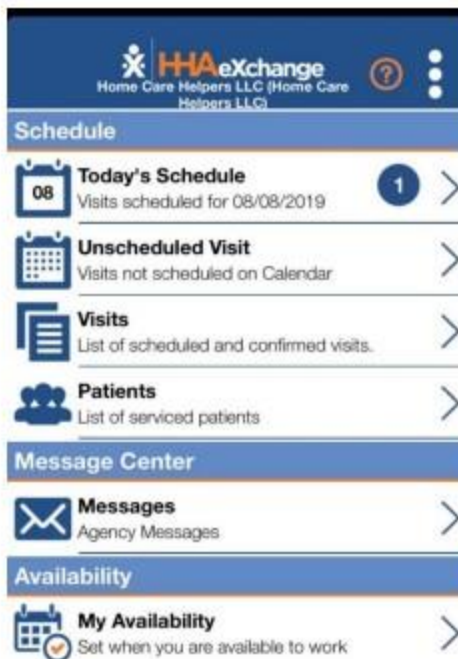 HHAeXchange
?
Home Care Helpers LLC (Home Care
Helpers LLC)
Schedule
08
Today's Schedule
1
Visits scheduled for 08/08/2019
Unscheduled Visit
Visits not scheduled on Calendar
Visits
List of scheduled and confirmed visits.
Patients
List of serviced patients
Message Center
Messages
Agency Messages
Availability
My Availability
Set when you are available to work